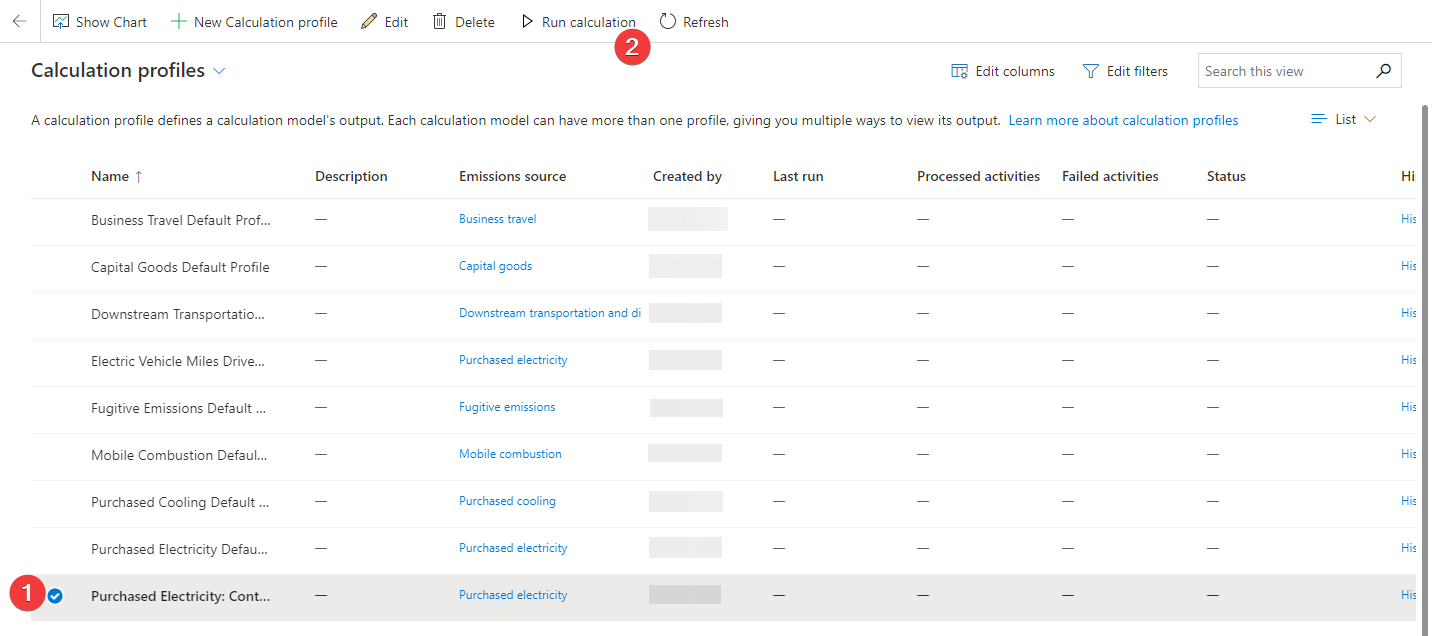 Show Chart New Calculation profile Edit Delete Run calculation Refresh
2
Calculation profiles Edit columns Edit filters Search this view
A calculation profile defines a calculation model's output. Each calculation model can have more than one profile, giving you multiple ways to view its output. Learn more about calculation profiles List
Name ↑ Description Emissions source Created by Last run Processed activities Failed activities Status Hi
Business Travel Default Prof... — Business travel — — — — His
Capital Goods Default Profile — Capital goods — — — — His
Downstream Transportatio... — Downstream transportation and di — — — — His
Electric Vehicle Miles Drive... — Purchased electricity — — — — His
Fugitive Emissions Default ... — Fugitive emissions — — — — His
Mobile Combustion Defaul... — Mobile combustion — — — — His
Purchased Cooling Default ... — Purchased cooling — — — — His
Purchased Electricity Defau... — Purchased electricity — — — — His
1 Purchased Electricity: Cont... — Purchased electricity — — — — His